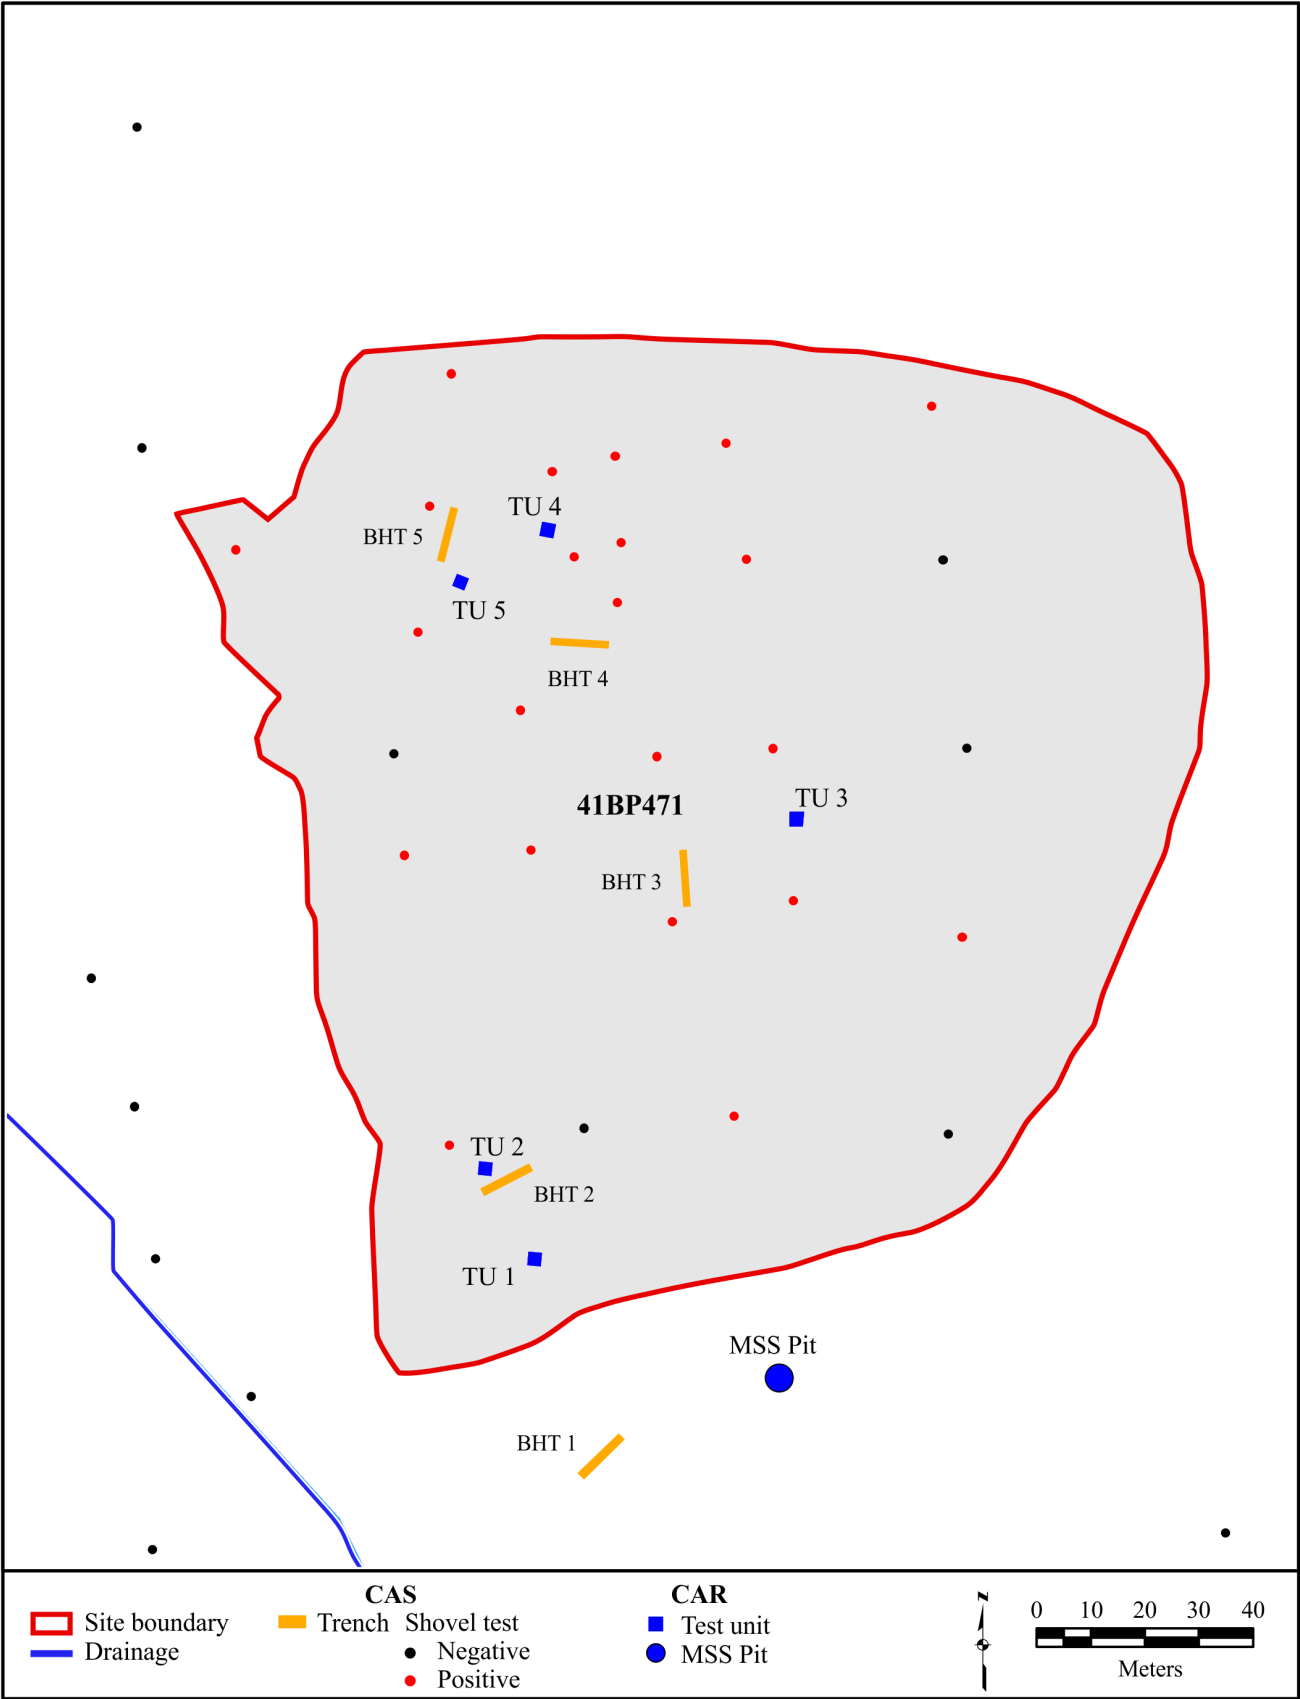 TU 4
BHT 5
TU 5
BHT 4
TU 3
41BP471
BHT 3
TU 2
BHT 2
TU 1
MSS Pit
BHT 1
CAS
CAR
N
Site boundary
Trench
Shovel test
Test unit
0 10 20 30 40
Drainage
Negative
MSS Pit
Meters
Positive